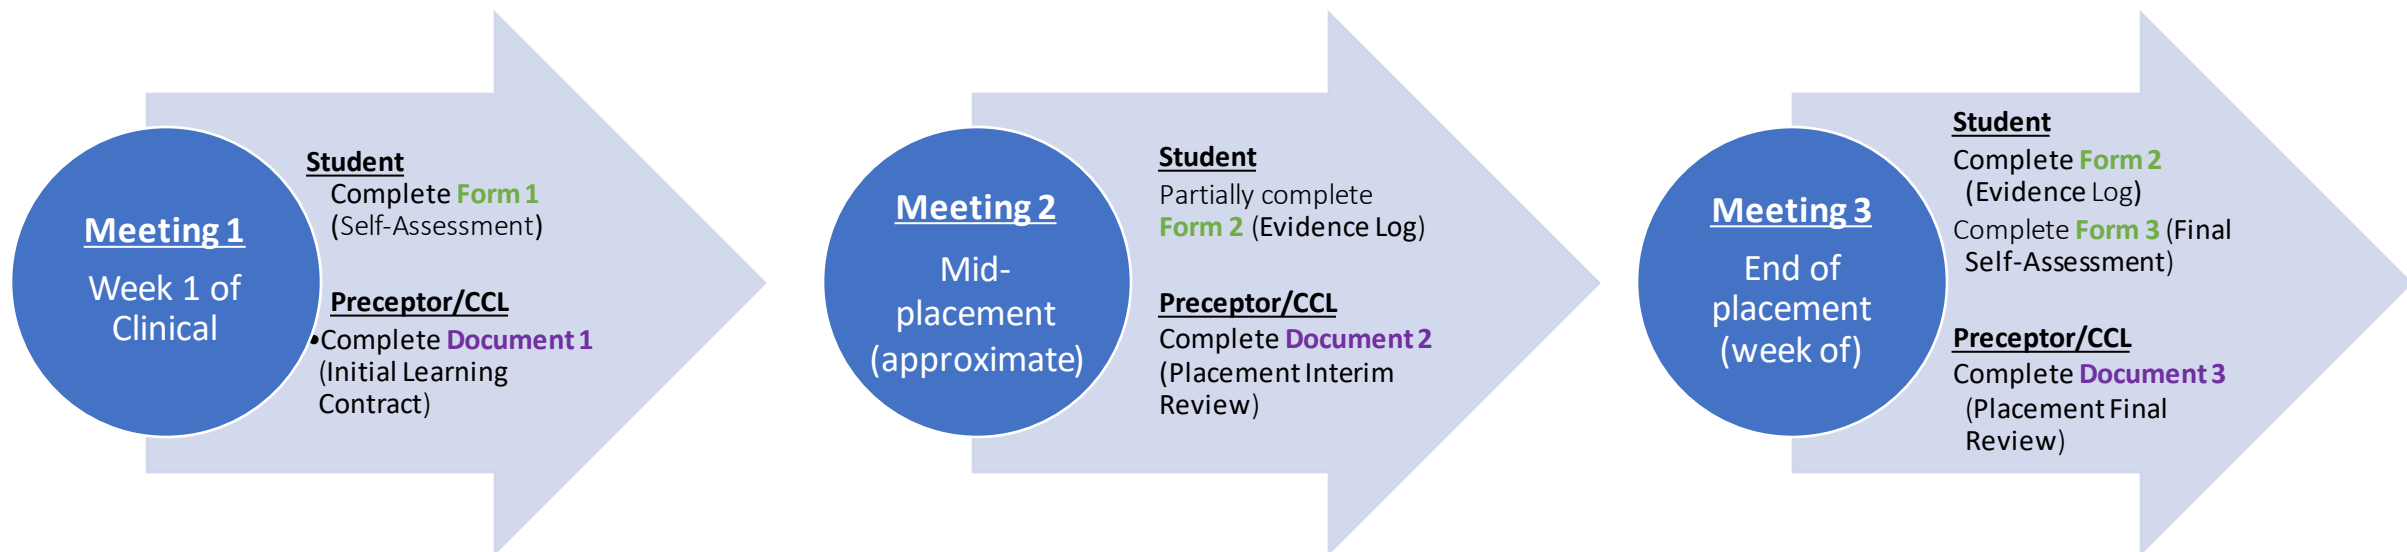 Meeting 1
Week 1 of
Clinical
Student
Complete Form 1
(Self-Assessment)
Preceptor/CCL
•Complete Document 1
(Initial Learning
Contract)
Meeting 2
Mid-
placement
(approximate)
Student
Partially complete
Form 2 (Evidence Log)
Preceptor/CCL
Complete Document 2
(Placement Interim
Review)
Meeting 3
End of
placement
(week of)
Student
Complete Form 2
(Evidence Log)
Complete Form 3 (Final
Self-Assessment)
Preceptor/CCL
Complete Document 3
(Placement Final
Review)